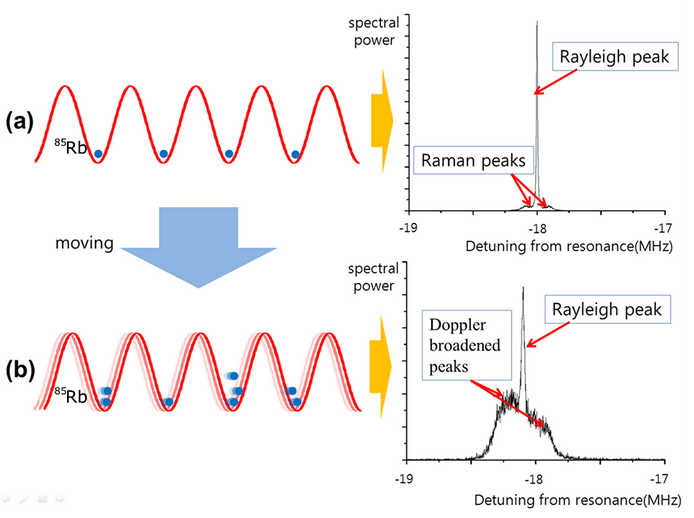 spectral
power
Rayleigh peak
(a)
⁸⁵Rb
Raman peaks
-19
-18
-17
Detuning from resonance(MHz)
moving
spectral
power
Rayleigh peak
Doppler
broadened
peaks
(b)
⁸⁵Rb
-19
-18
-17
Detuning from resonance(MHz)